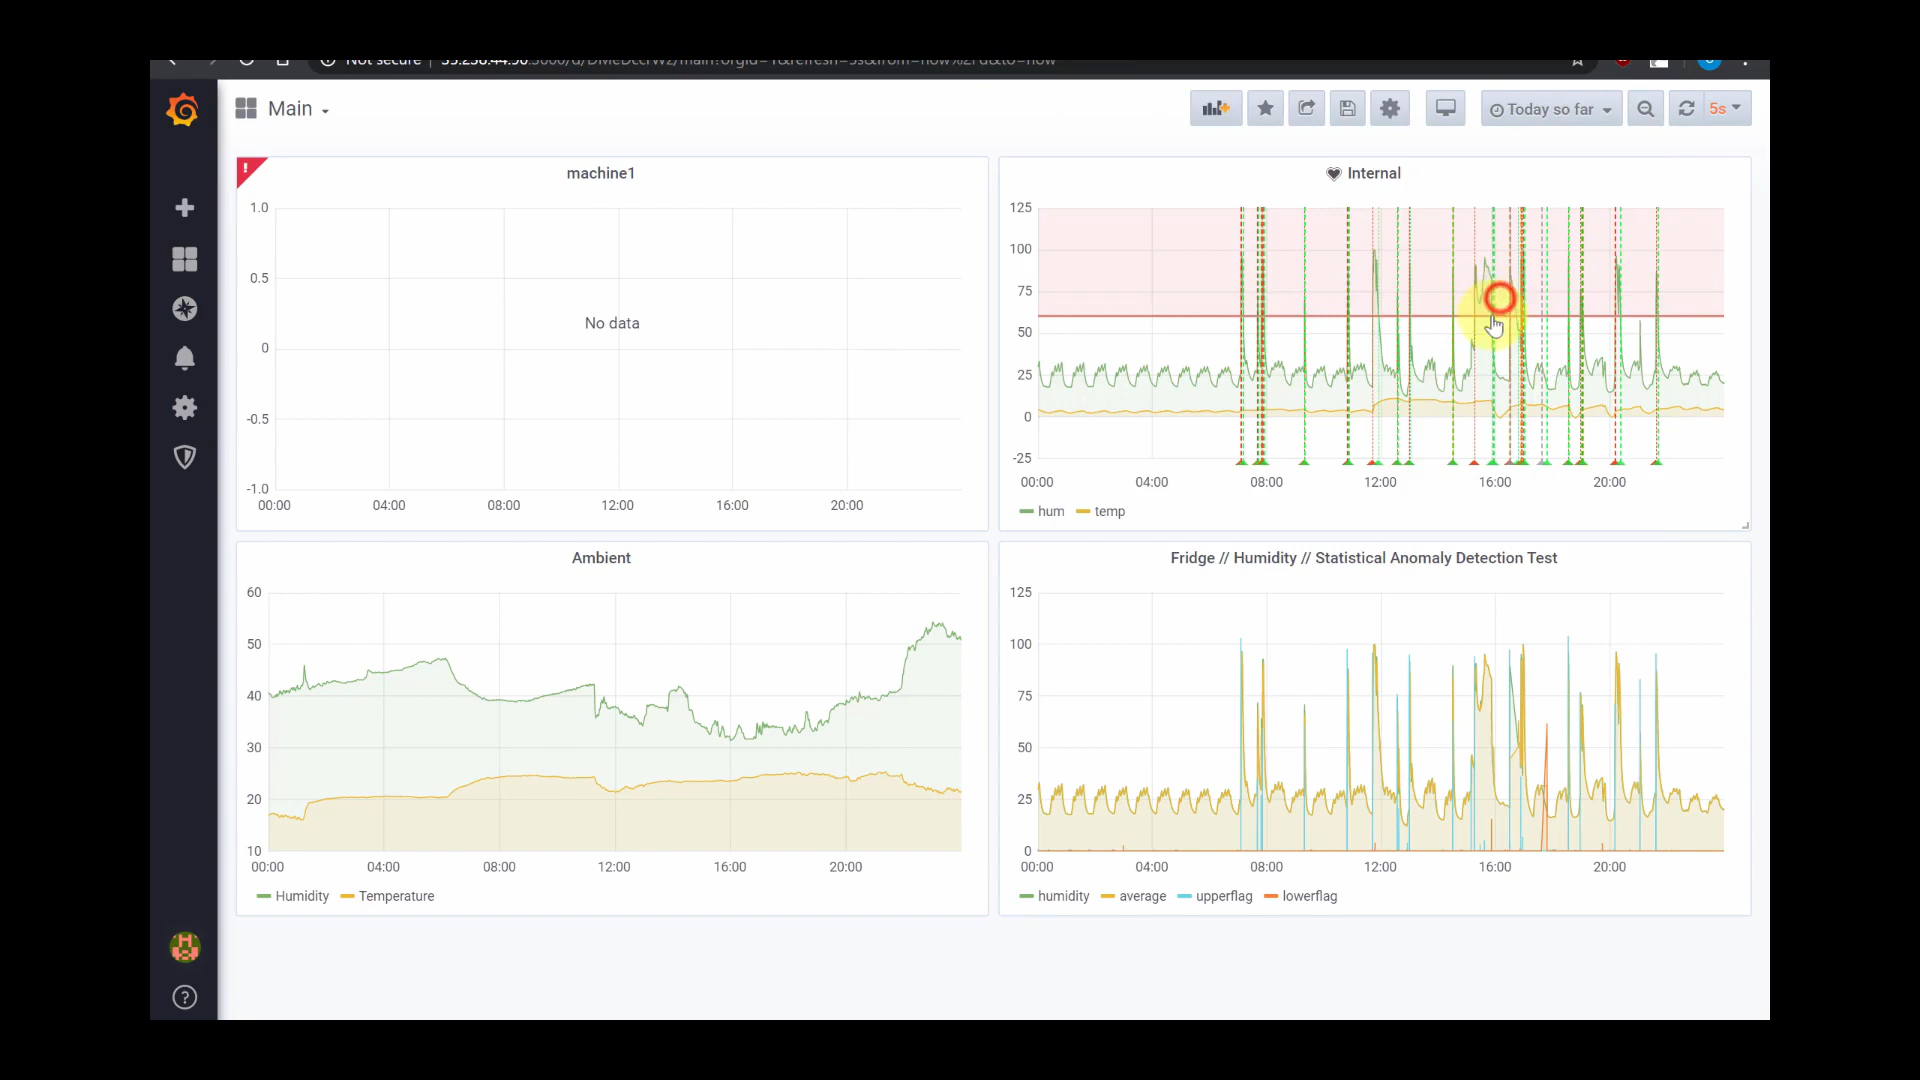 Not secure
Main
Today so far
5s
machine1
1.0
0.5
0
-0.5
-1.0
No data
00:00 04:00 08:00 12:00 16:00 20:00
Internal
125
100
75
50
25
0
-25
00:00 04:00 08:00 12:00 16:00 20:00
hum temp
Ambient
60
50
40
30
20
10
00:00 04:00 08:00 12:00 16:00 20:00
Humidity Temperature
Fridge // Humidity // Statistical Anomaly Detection Test
125
100
75
50
25
0
00:00 04:00 08:00 12:00 16:00 20:00
humidity average upperflag lowerflag